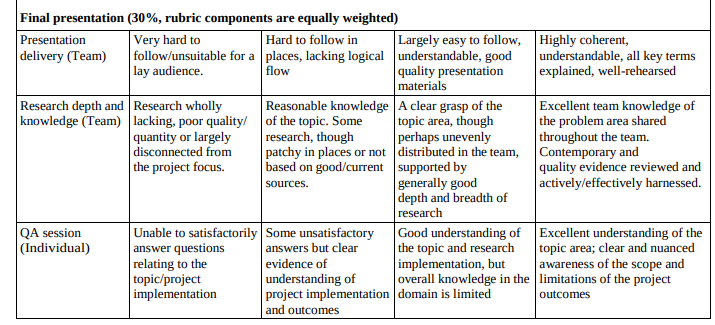 Final presentation (30%, rubric components are equally weighted)
Presentation
delivery (Team)
Very hard to
follow/unsuitable for a
lay audience.
Hard to follow in
places, lacking logical
flow
Largely easy to follow,
understandable, good
quality presentation
materials
Highly coherent,
understandable, all key terms
explained, well-rehearsed
Research depth and
knowledge (Team)
Research wholly
lacking, poor quality/
quantity or largely
disconnected from
the project focus.
Reasonable knowledge
of the topic. Some
research, though
patchy in places or not
based on good/current
sources.
A clear grasp of the
topic area, though
perhaps unevenly
distributed in the team,
supported by
generally good
depth and breadth of
research
Excellent team knowledge of
the problem area shared
throughout the team.
Contemporary and
quality evidence reviewed and
actively/effectively harnessed.
QA session
(Individual)
Unable to satisfactorily
answer questions
relating to the
topic/project
implementation
Some unsatisfactory
answers but clear
evidence of
understanding of
project implementation
and outcomes
Good understanding of
the topic and research
implementation, but
overall knowledge in the
domain is limited
Excellent understanding of the
topic area; clear and nuanced
awareness of the scope and
limitations of the project
outcomes